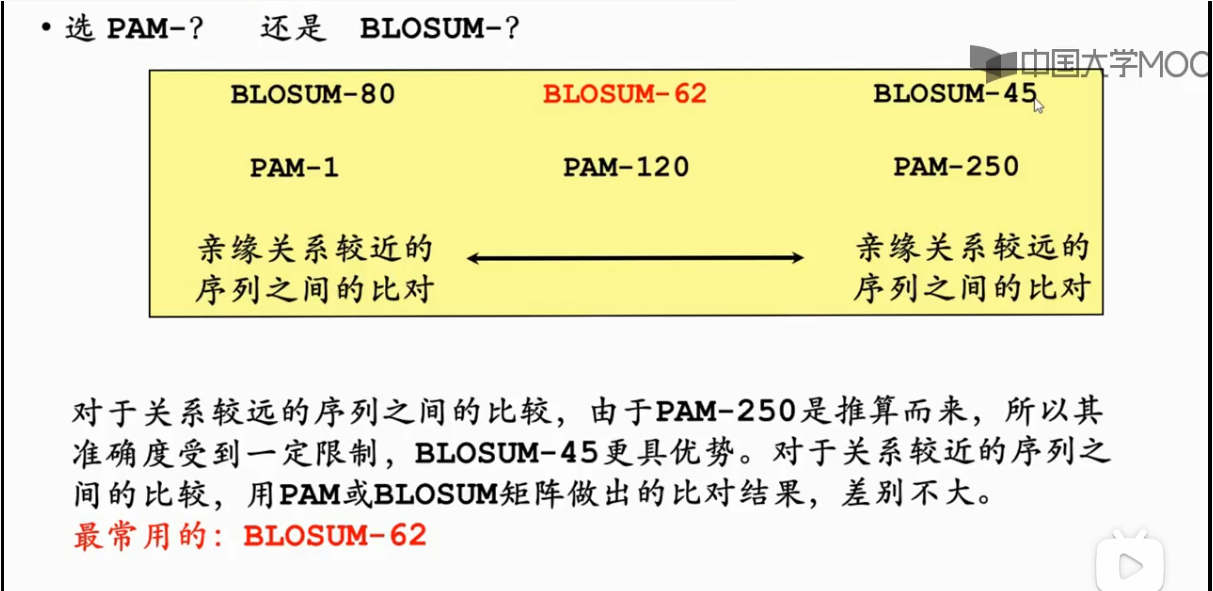 • 选 PAM-? 还是 BLOSUM-?
中国大学MOO
BLOSUM-80 BLOSUM-62 BLOSUM-45
PAM-1 PAM-120 PAM-250
亲缘关系较近的 亲缘关系较远的
序列之间的比对 序列之间的比对
对于关系较远的序列之间的比较，由于PAM-250是推算而来，所以其
准确度受到一定限制，BLOSUM-45更具优势。对于关系较近的序列之
间的比较，用PAM或BLOSUM矩阵做出的比对结果，差别不大。
最常用的：BLOSUM-62